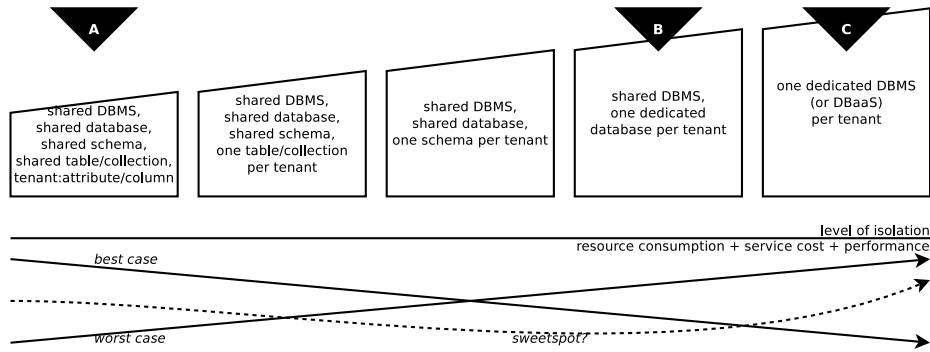 A
B
C
shared DBMS,
shared database,
shared schema,
shared table/collection,
tenant:attribute/column
shared DBMS,
shared database,
shared schema,
one table/collection
per tenant
shared DBMS,
shared database,
one schema per tenant
shared DBMS,
one dedicated
database per tenant
one dedicated DBMS
(or DBaaS)
per tenant
level of isolation
resource consumption + service cost + performance
best case
worst case
sweetspot?